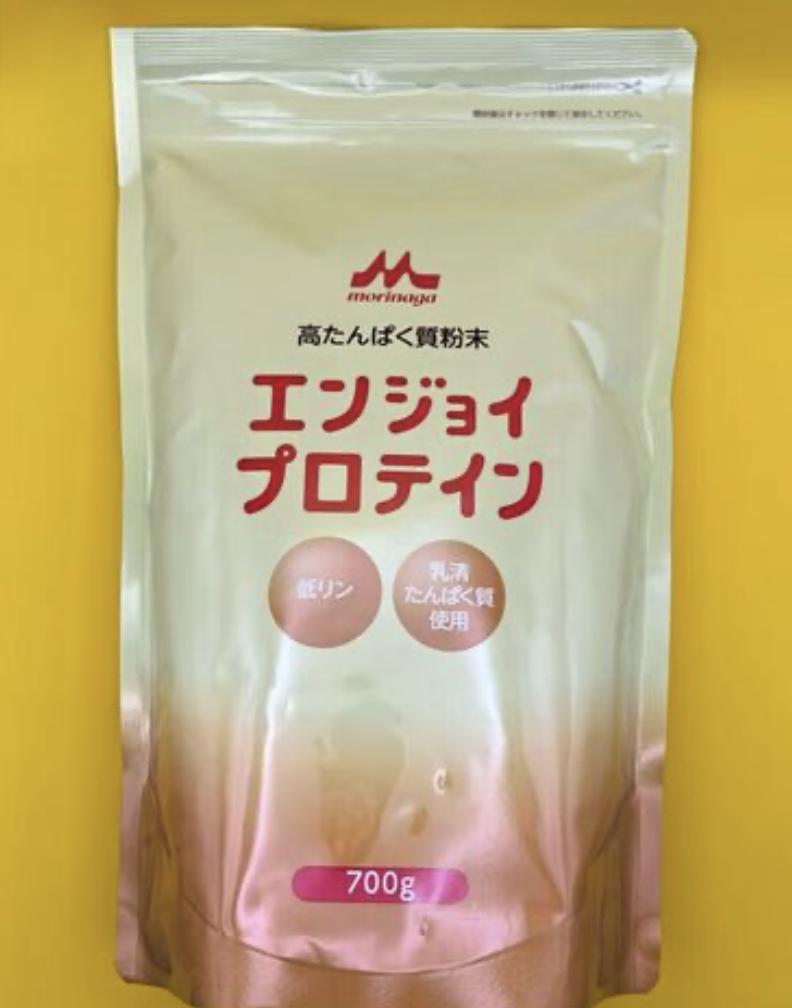 morinaga
高たんぱく質粉末
エンジョイ
プロテイン
低リン
乳清
たんぱく質
使用
700g